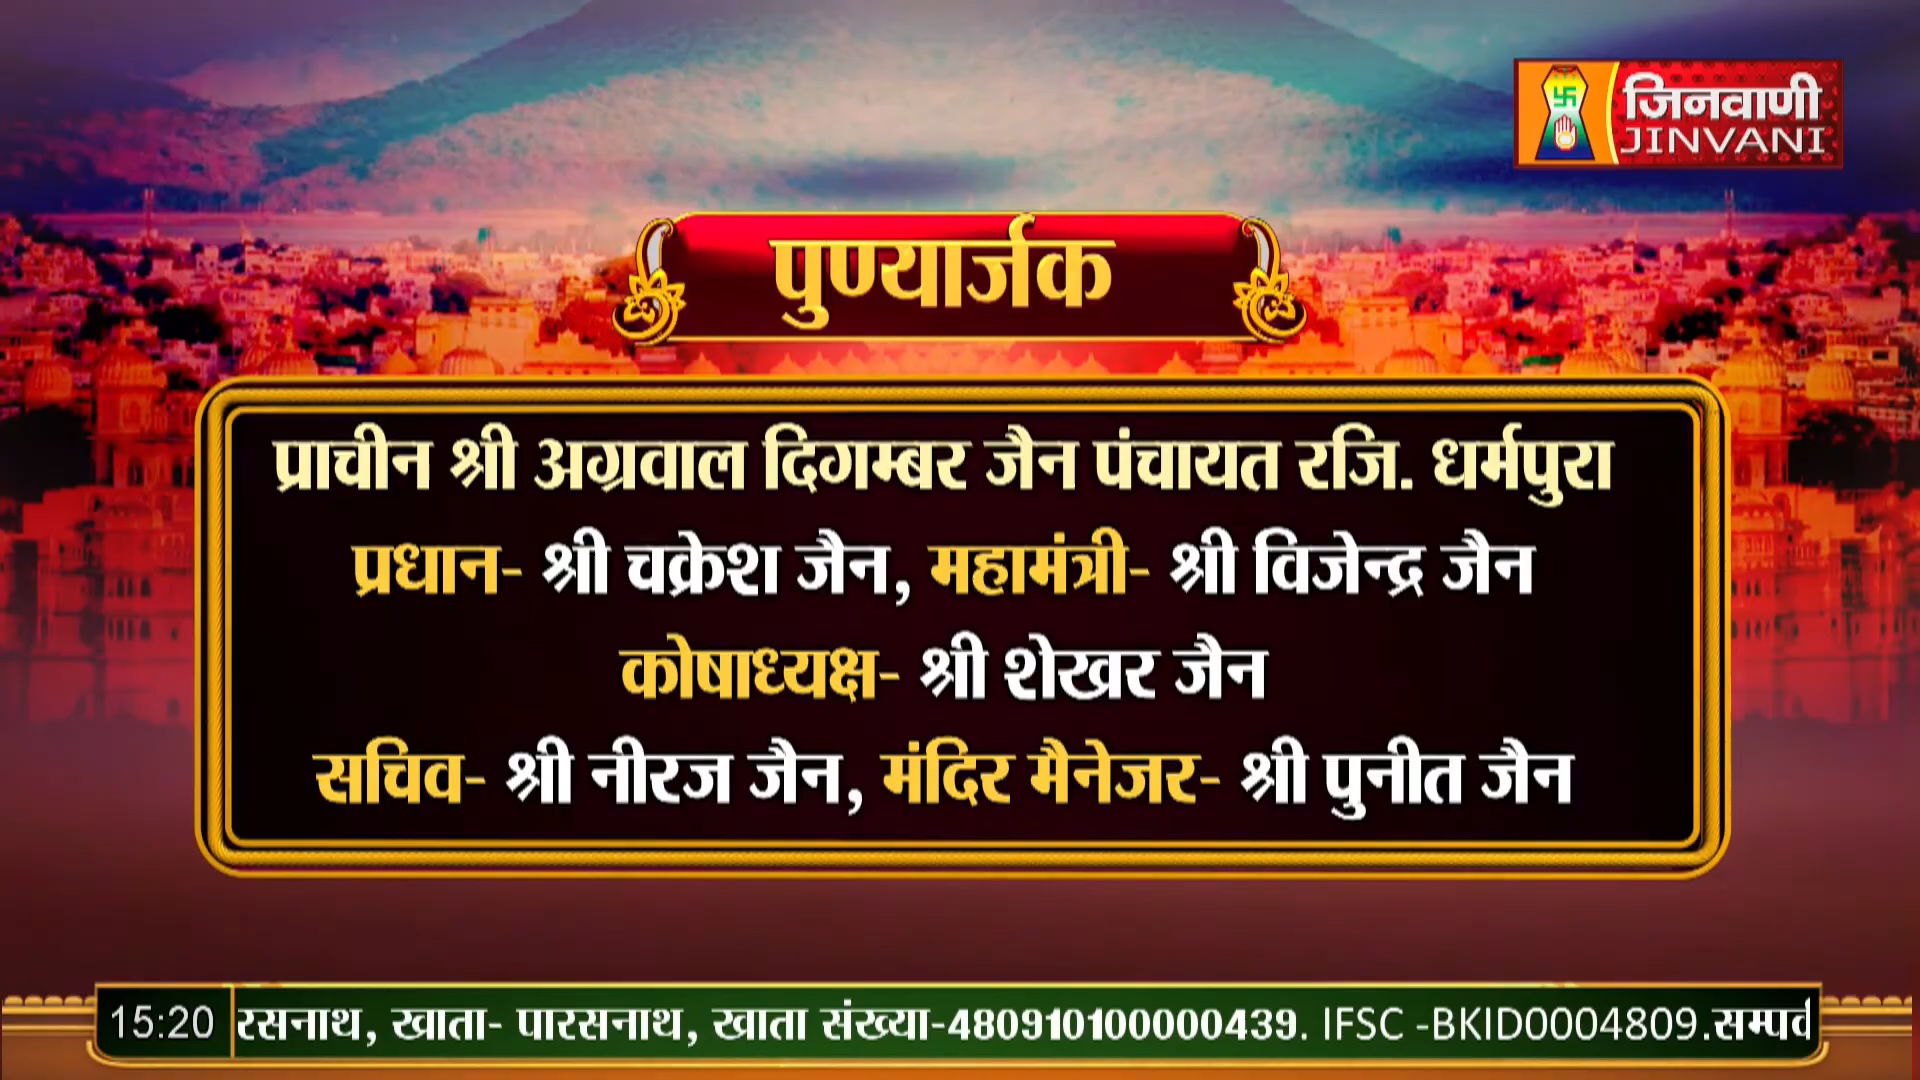 जिनवाणी
JINVANI
पुण्यार्जक
प्राचीन श्री अग्रवाल दिगम्बर जैन पंचायत रजि. धर्मपुरा
प्रधान- श्री चक्रेश जैन, महामंत्री- श्री विजेन्द्र जैन
कोषाध्यक्ष- श्री शेखर जैन
सचिव- श्री नीरज जैन, मंदिर मैनेजर- श्री पुनीत जैन
15:20 रसनाथ, खाता- पारसनाथ, खाता संख्या-480910100000439. IFSC -BKID0004809.